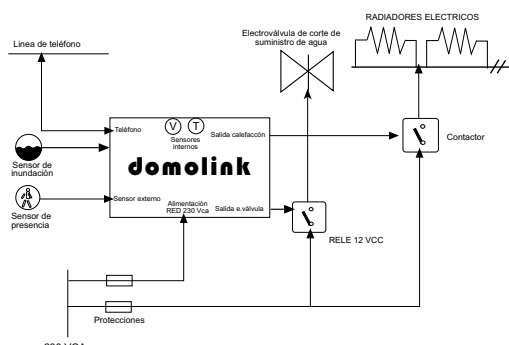 RADIADORES ELECTRICOS
Electroválvula de corte de
suministro de agua
Linea de teléfono
Teléfono
V T
Sensores
internos
Salida calefaccón
Contactor
domolink
Sensor de
inundación
Sensor externo
Alimentación
RED 230 Vca
Salida e.válvula
Sensor de
presencia
RELE 12 VCC
Protecciones